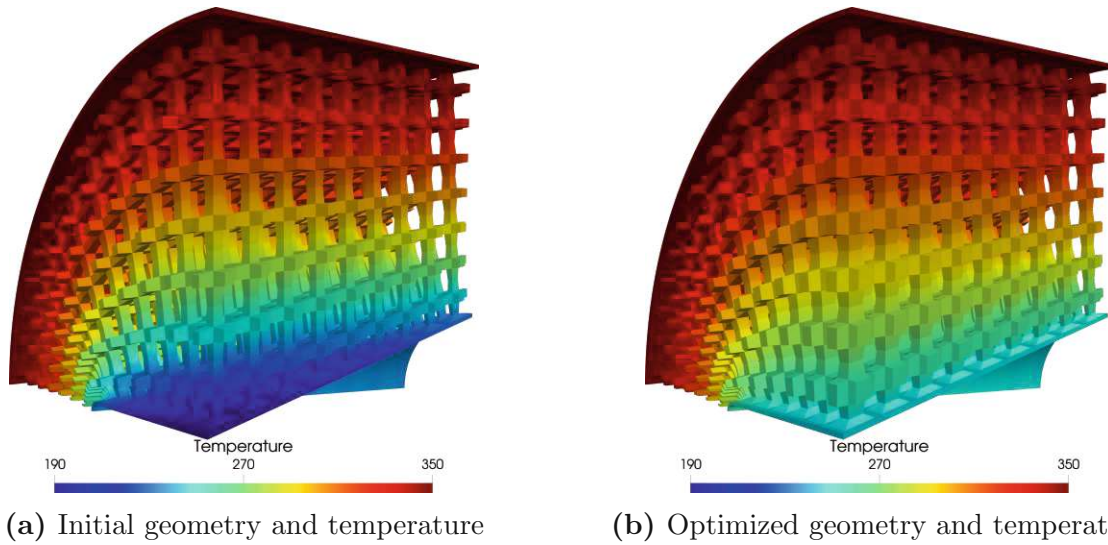 Temperature
190 270 350
Temperature
190 270 350
(a) Initial geometry and temperature
(b) Optimized geometry and temperat